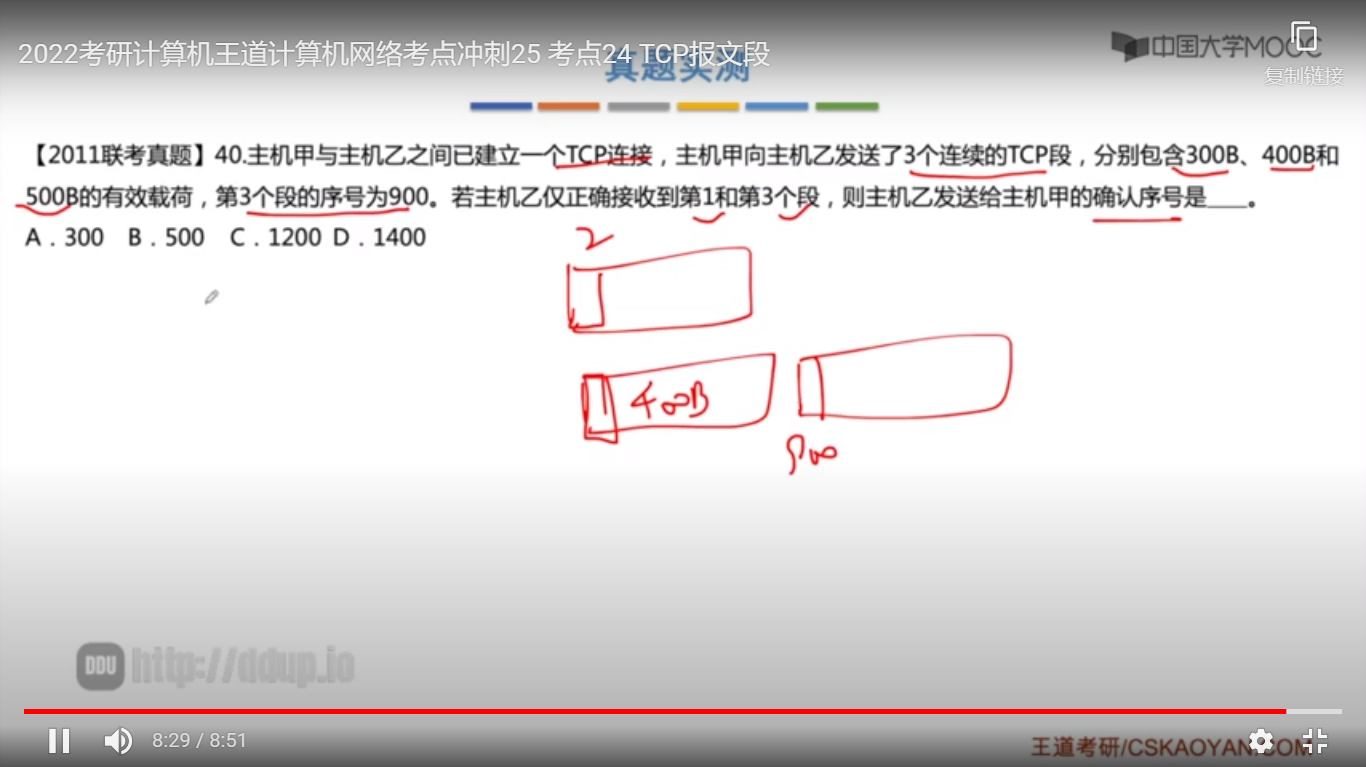 2022考研计算机王道计算机网络考点冲刺25 考点24 TCP报文段
真题实测
中国大学MOOC
复制链接
【2011联考真题】40.主机甲与主机乙之间已建立一个TCP连接，主机甲向主机乙发送了3个连续的TCP段，分别包含300B、400B和
500B的有效载荷，第3个段的序号为900。若主机乙仅正确接收到第1和第3个段，则主机乙发送给主机甲的确认序号是____。
A．300 B．500 C．1200 D．1400
2
400B
900
DDU http://ddup.io
8:29 / 8:51
王道考研/CSKAOYAN.COM